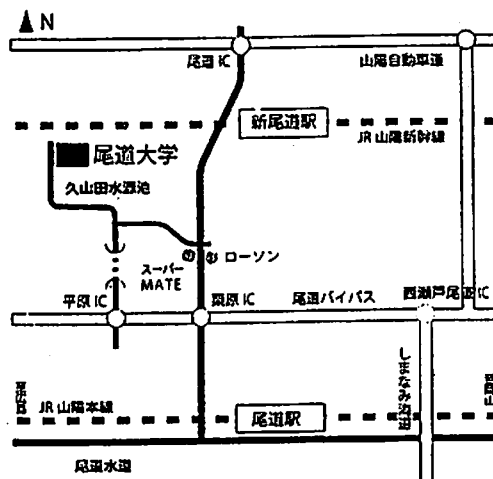 N
尾道 IC
山陽自動車道
新尾道駅
JR 山陽新幹線
尾道大学
久山田水源池
ローソン
スーパー
MATE
平原 IC
栗原 IC
尾道バイパス
西瀬戸尾道 IC
しまなみ海道
JR 山陽本線
尾道駅
尾道水道